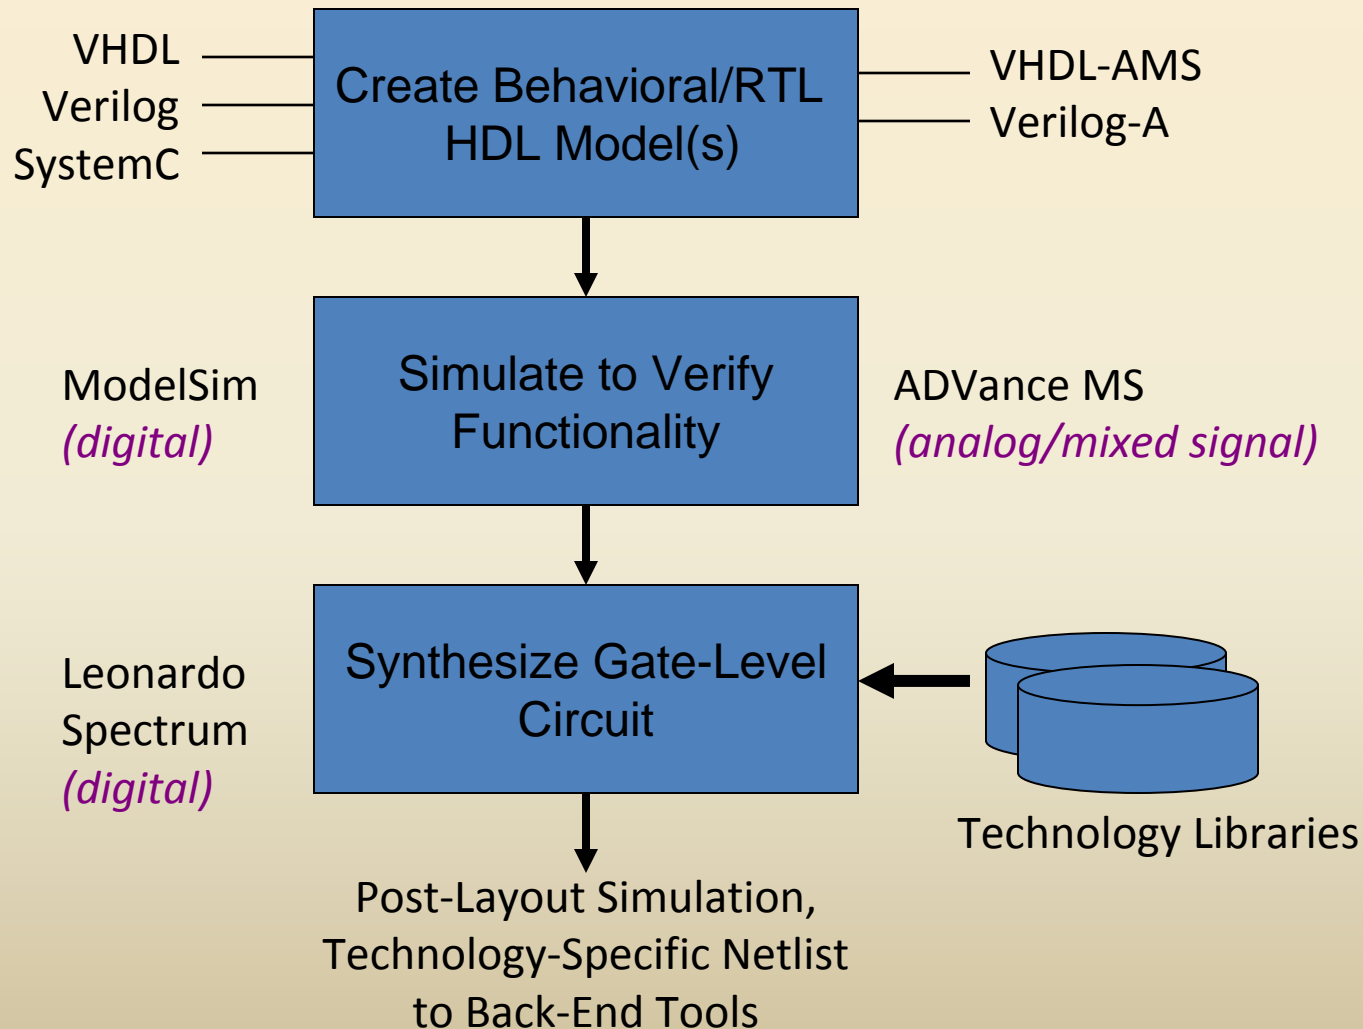 VHDL
Verilog
SystemC
Create Behavioral/RTL
HDL Model(s)
VHDL-AMS
Verilog-A
ModelSim
(digital)
Simulate to Verify
Functionality
ADVance MS
(analog/mixed signal)
Leonardo
Spectrum
(digital)
Synthesize Gate-Level
Circuit
Technology Libraries
Post-Layout Simulation,
Technology-Specific Netlist
to Back-End Tools